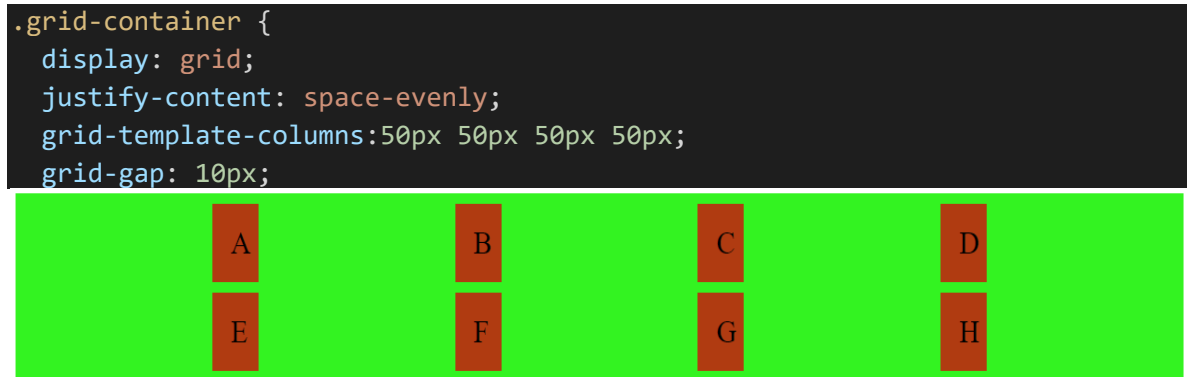 .grid-container {
display: grid;
justify-content: space-evenly;
grid-template-columns:50px 50px 50px 50px;
grid-gap: 10px;
A B C D
E F G H